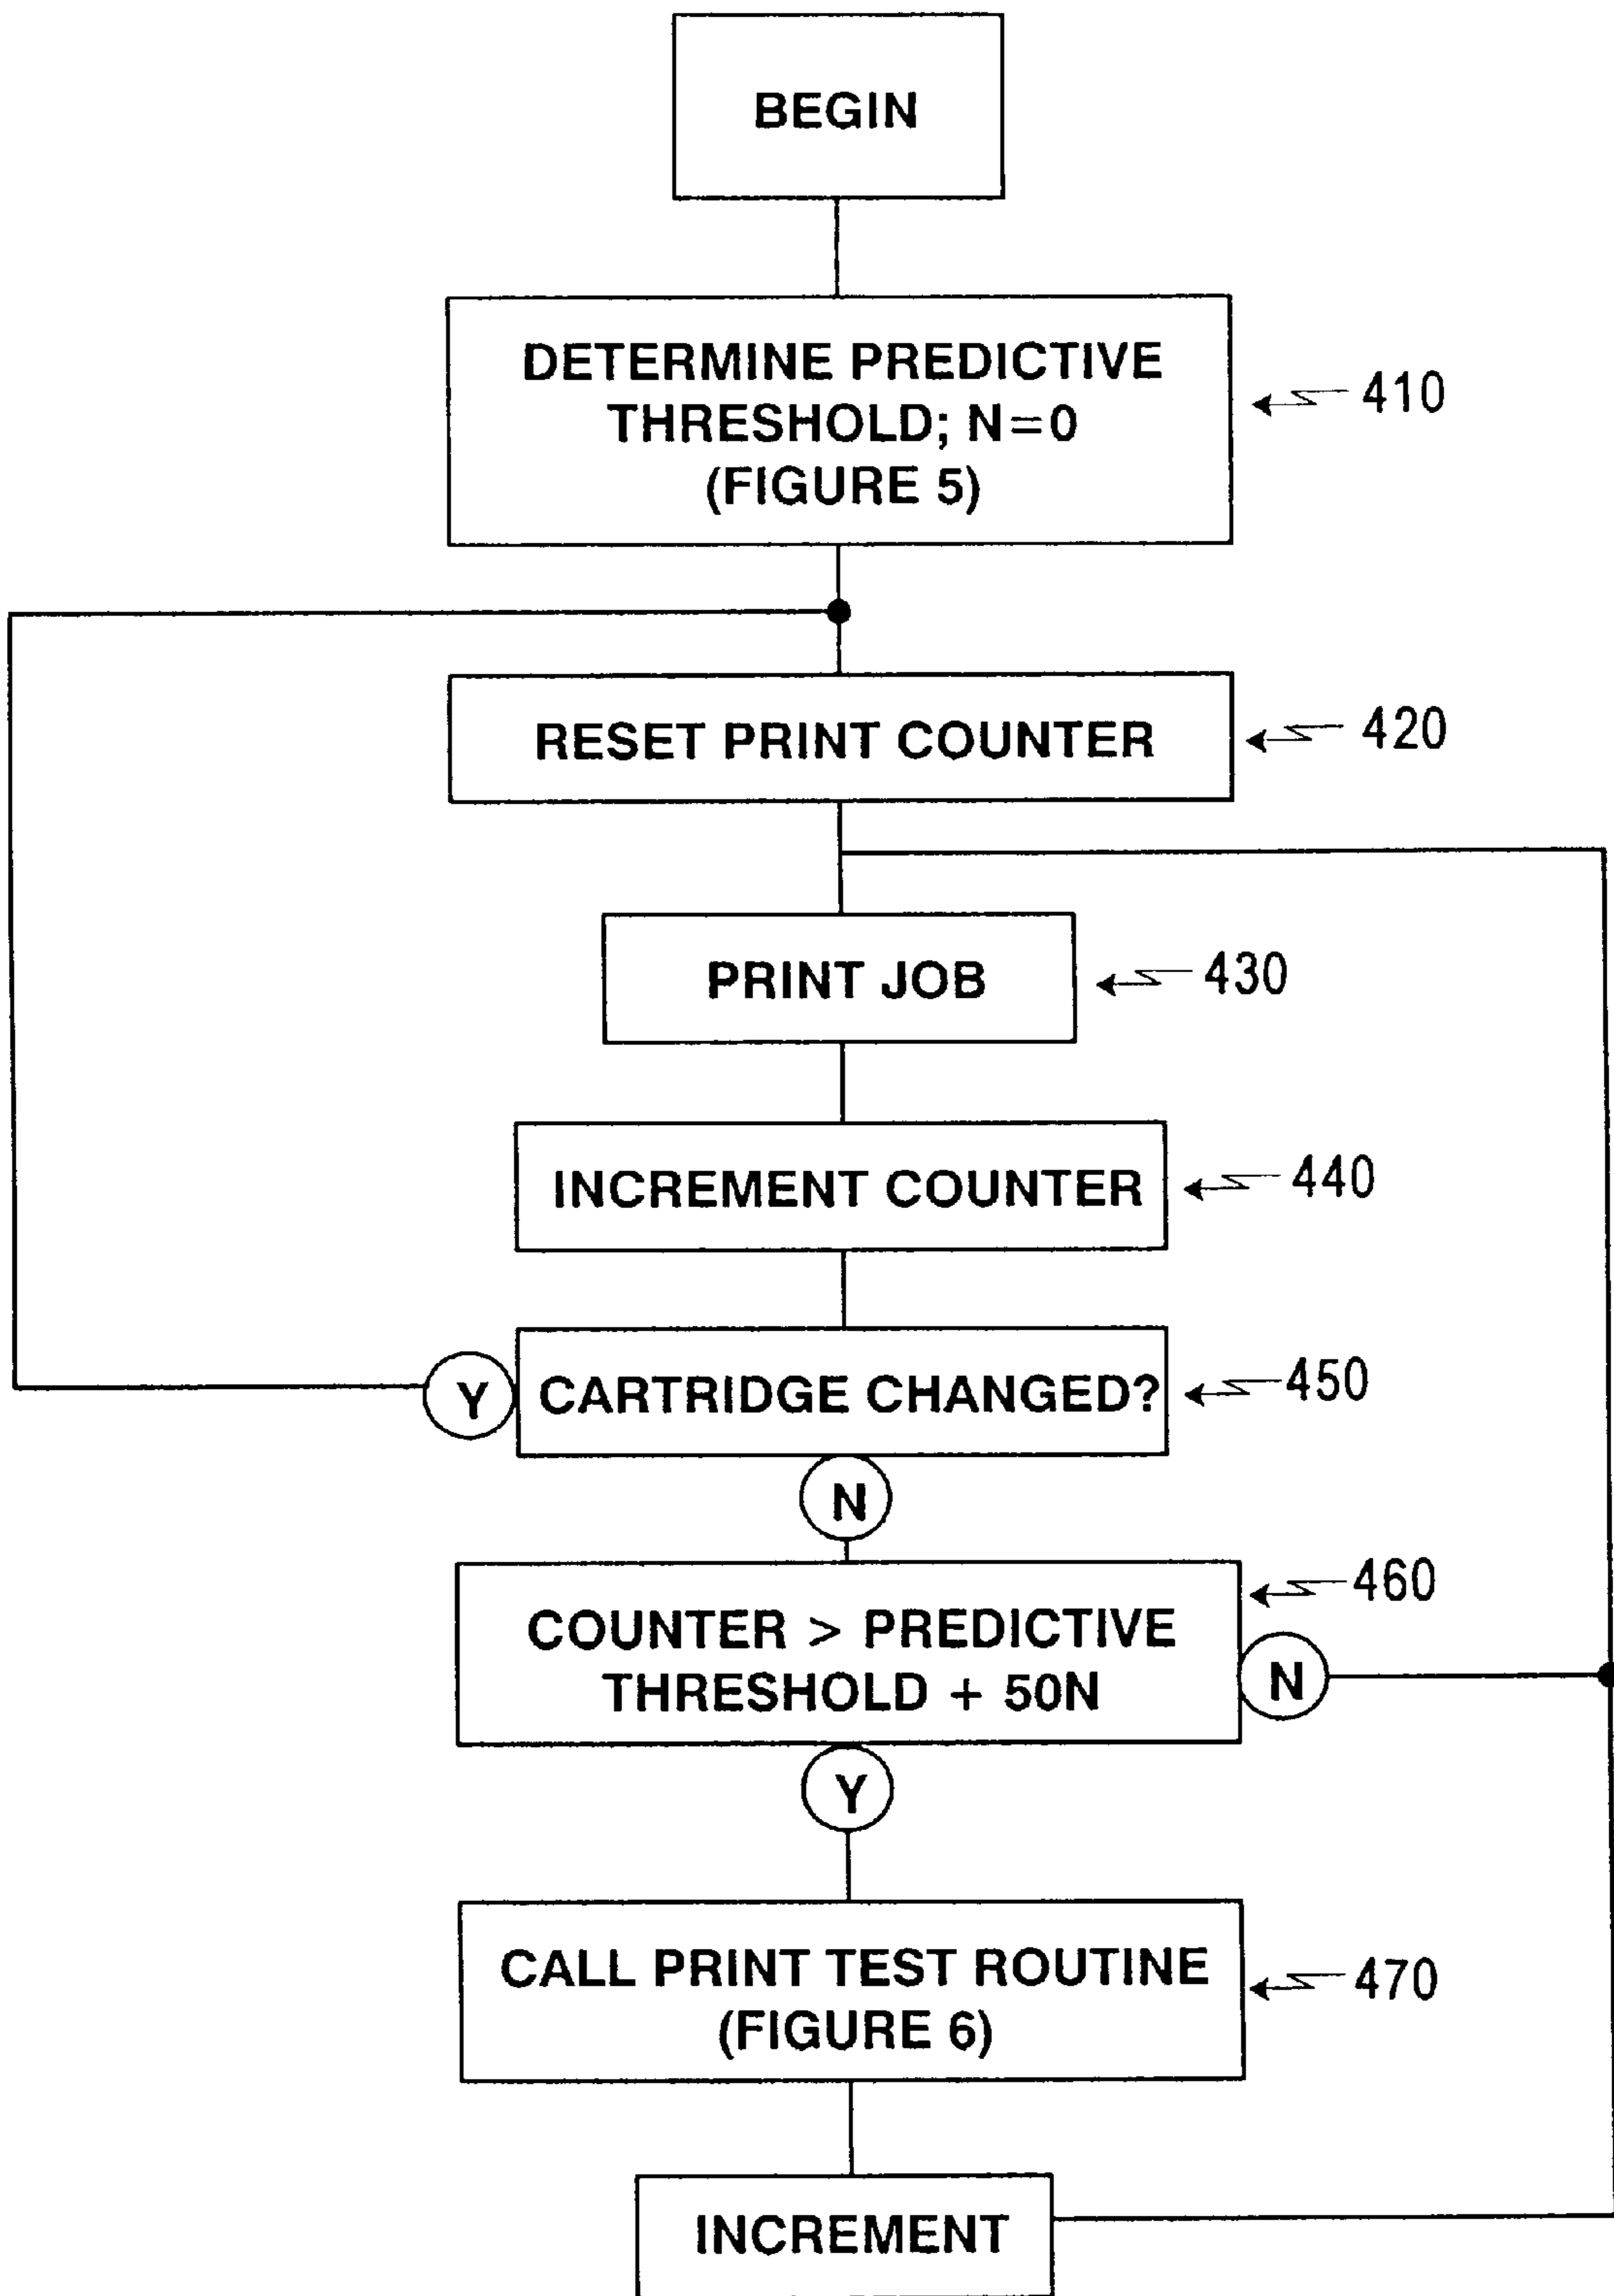 BEGIN
DETERMINE PREDICTIVE
THRESHOLD; N=0
(FIGURE 5)
410
RESET PRINT COUNTER
420
PRINT JOB
430
INCREMENT COUNTER
440
Y
CARTRIDGE CHANGED?
450
N
460
COUNTER > PREDICTIVE
THRESHOLD + 50N
N
Y
CALL PRINT TEST ROUTINE
(FIGURE 6)
470
INCREMENT